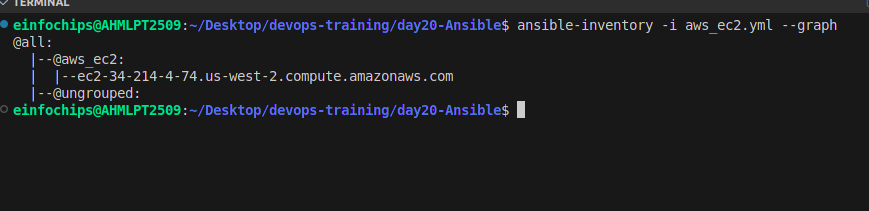 TERMINAL
einfochips@AHMLPT2509:~/Desktop/devops-training/day20-Ansible$ ansible-inventory -i aws_ec2.yml --graph
@all:
  |--@aws_ec2:
  |  |--ec2-34-214-4-74.us-west-2.compute.amazonaws.com
  |--@ungrouped:
einfochips@AHMLPT2509:~/Desktop/devops-training/day20-Ansible$